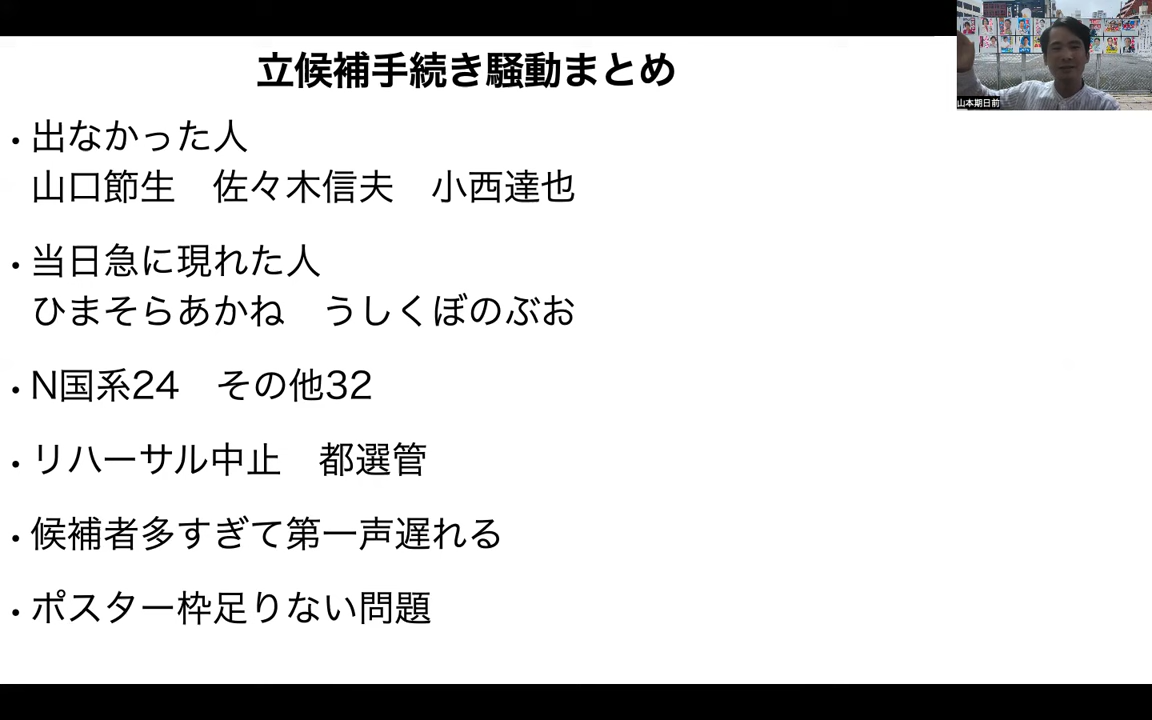 立候補手続き騒動まとめ
山本期日前
・出なかった人
山口節生　佐々木信夫　小西達也
・当日急に現れた人
ひまそらあかね　うしくぼのぶお
・N国系24　その他32
・リハーサル中止　都選管
・候補者多すぎて第一声遅れる
・ポスター枠足りない問題